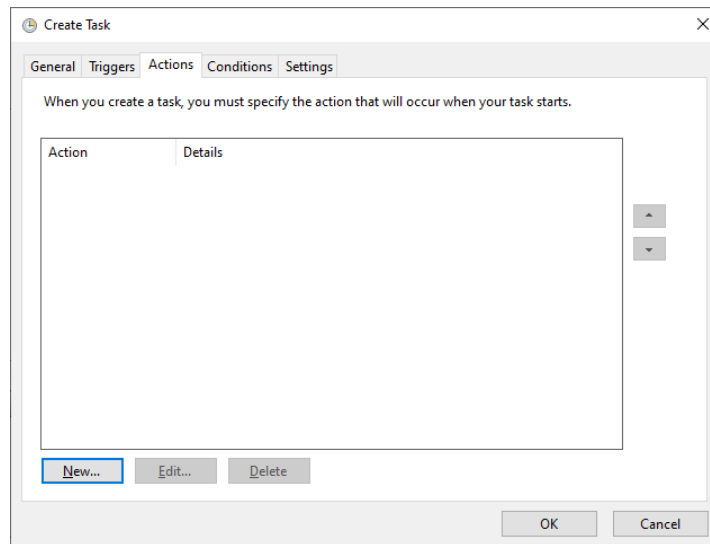 Create Task
General Triggers Actions Conditions Settings
When you create a task, you must specify the action that will occur when your task starts.
Action Details
New... Edit... Delete
OK Cancel